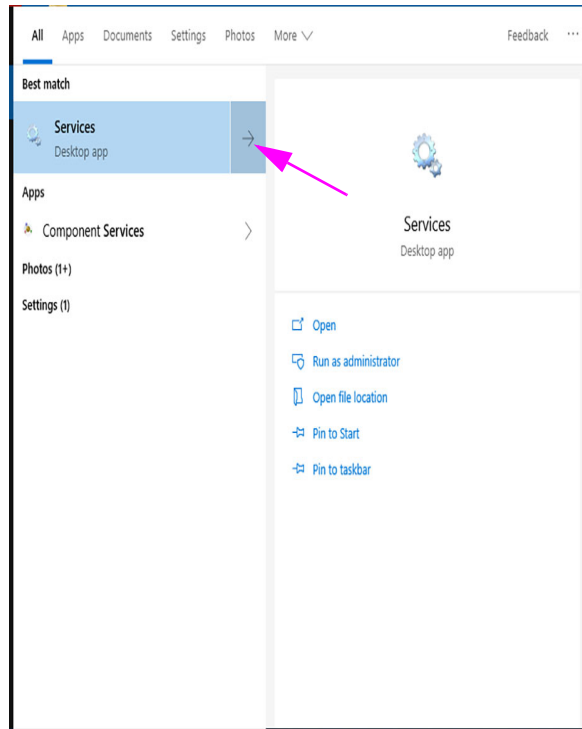 All Apps Documents Settings Photos More Feedback ...
Best match
Services
Desktop app
Apps
Component Services
Photos (1+)
Settings (1)
Services
Desktop app
Open
Run as administrator
Open file location
Pin to Start
Pin to taskbar